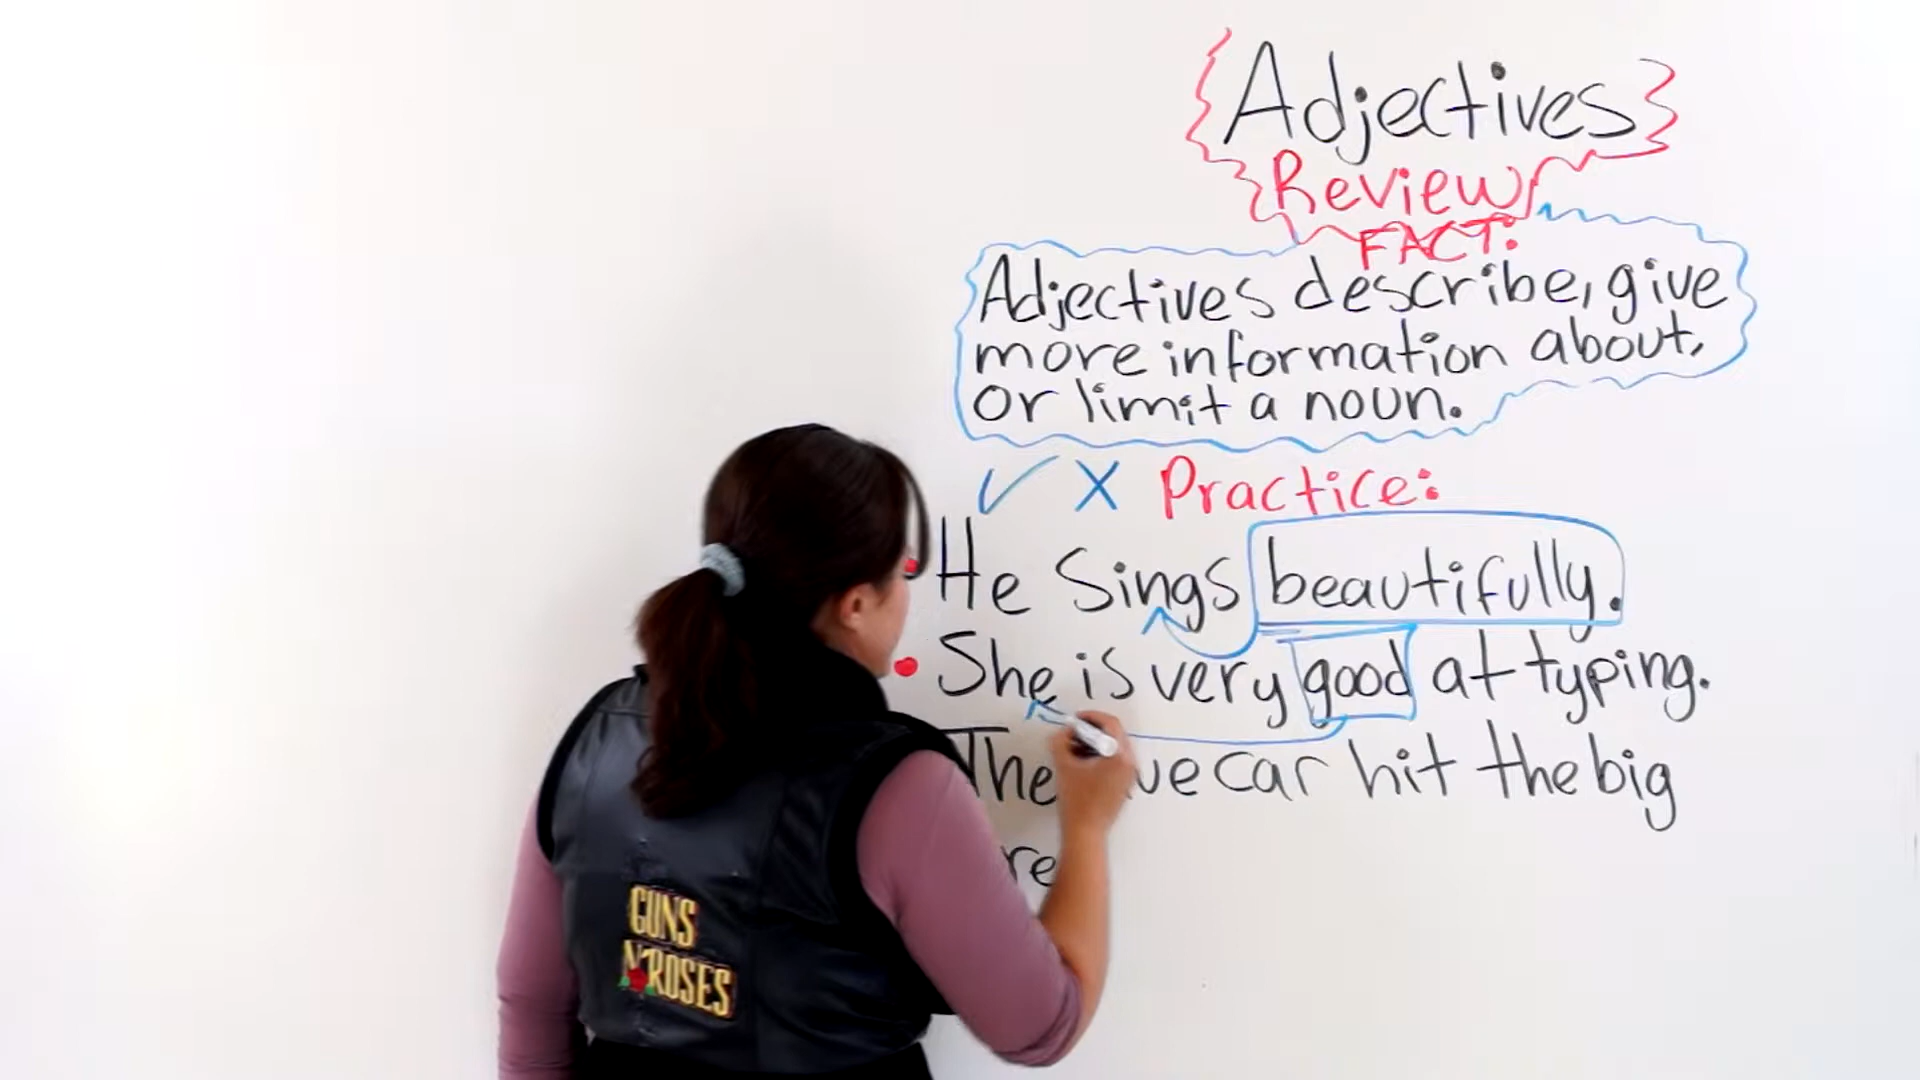 Adjectives
Review
FACT:
Adjectives describe, give
more information about,
or limit a noun.
✓ X Practice:
• He Sings beautifully.
• She is very good at typing.
The car hit the big
GUNS
N' ROSES